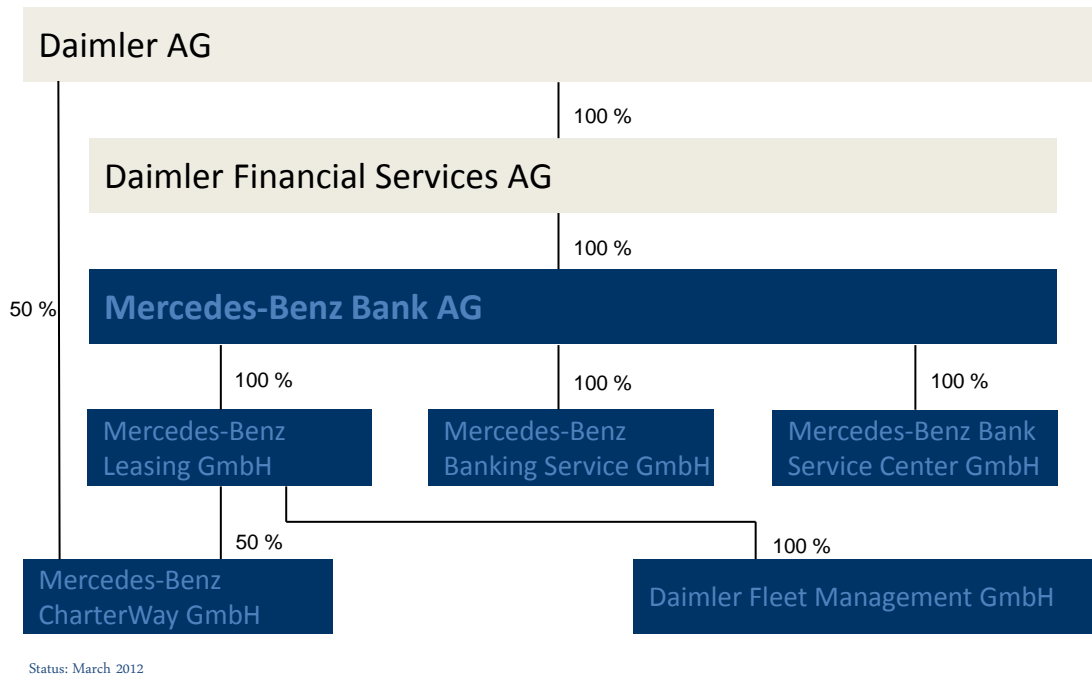 Daimler AG
100 %
Daimler Financial Services AG
100 %
50 %
Mercedes-Benz Bank AG
100 %
100 %
100 %
Mercedes-Benz
Leasing GmbH
Mercedes-Benz
Banking Service GmbH
Mercedes-Benz Bank
Service Center GmbH
50 %
100 %
Mercedes-Benz
CharterWay GmbH
Daimler Fleet Management GmbH
Status: March 2012